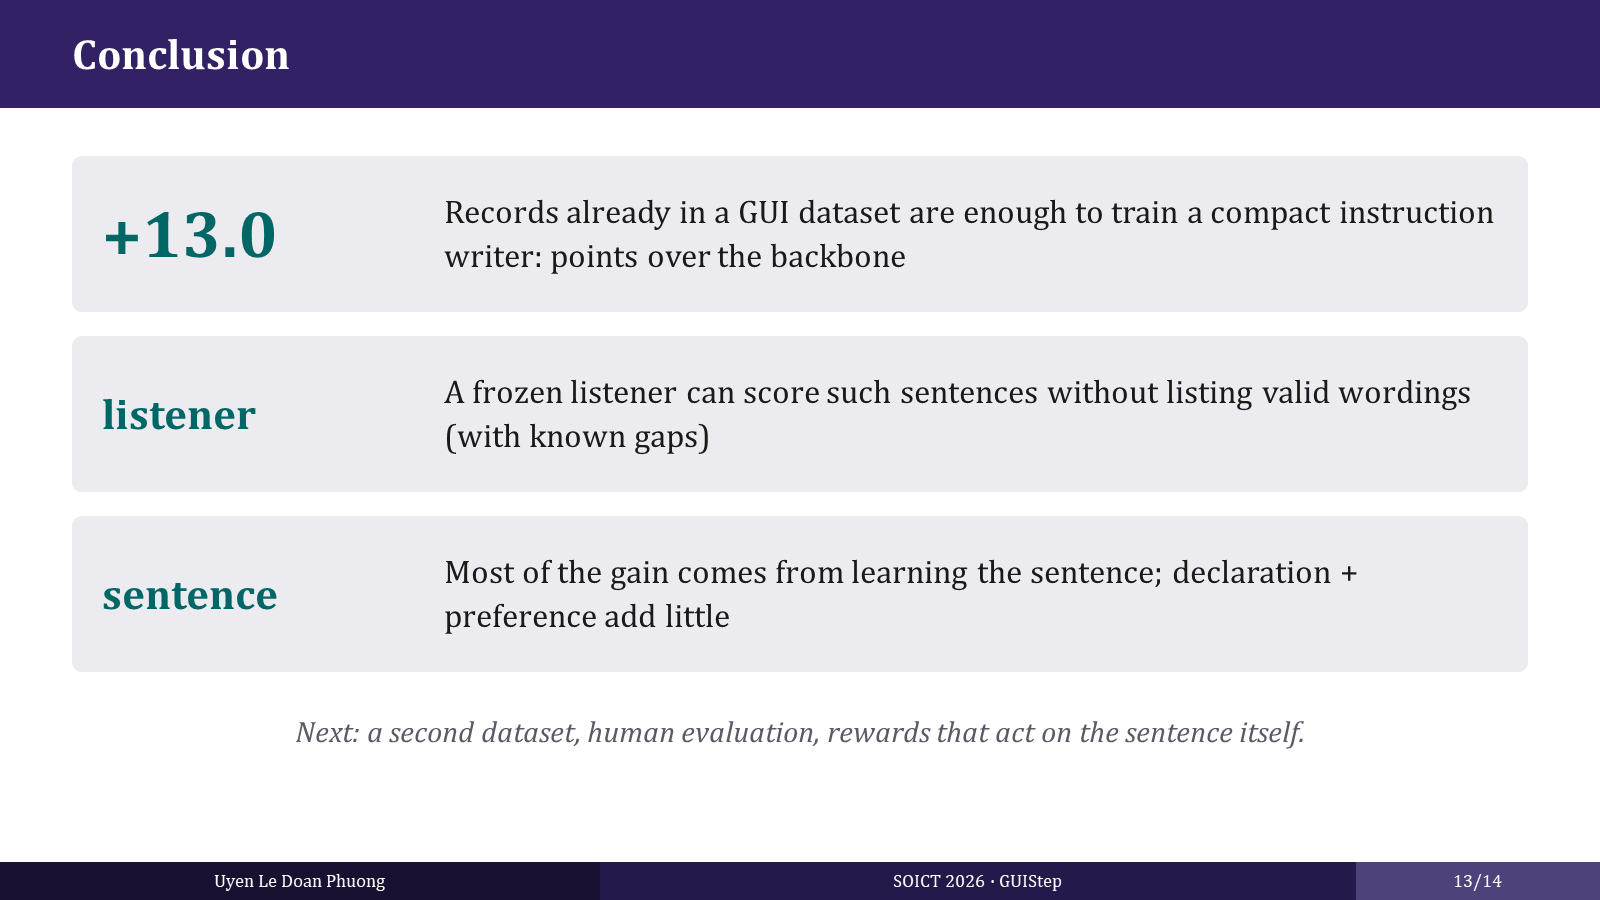 Conclusion
+13.0
Records already in a GUI dataset are enough to train a compact instruction
writer: points over the backbone
listener
A frozen listener can score such sentences without listing valid wordings
(with known gaps)
sentence
Most of the gain comes from learning the sentence; declaration +
preference add little
Next: a second dataset, human evaluation, rewards that act on the sentence itself.
Uyen Le Doan Phuong
SOICT 2026 · GUIStep
13/14